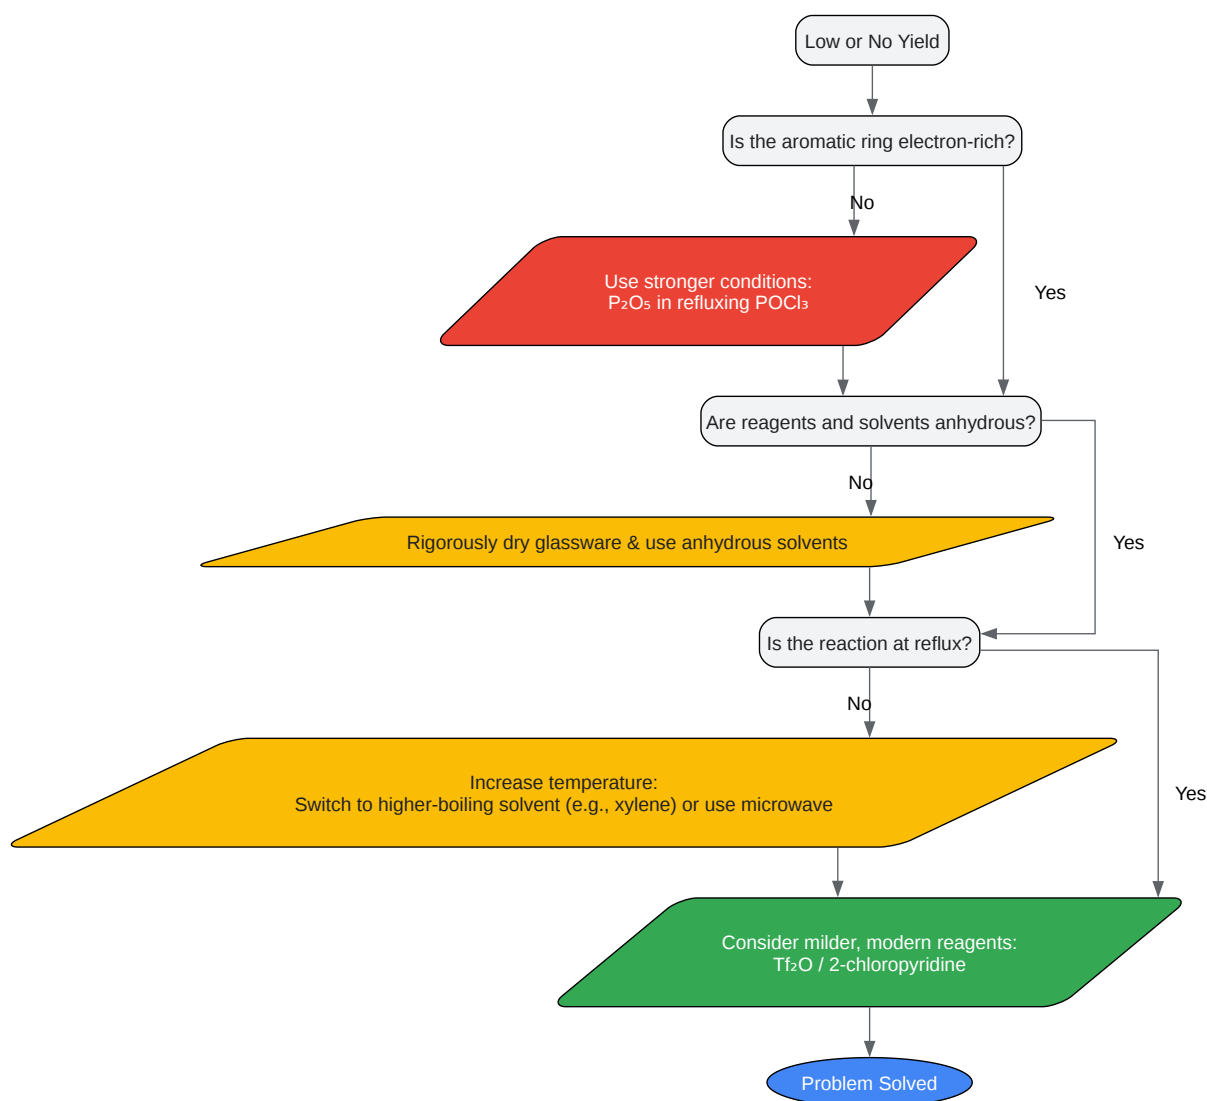 Low or No Yield
Is the aromatic ring electron-rich?
No
Use stronger conditions:
P₂O₅ in refluxing POCl₃
Yes
Are reagents and solvents anhydrous?
No
Rigorously dry glassware & use anhydrous solvents
Yes
Is the reaction at reflux?
No
Increase temperature:
Switch to higher-boiling solvent (e.g., xylene) or use microwave
Yes
Consider milder, modern reagents:
Tf₂O / 2-chloropyridine
Problem Solved